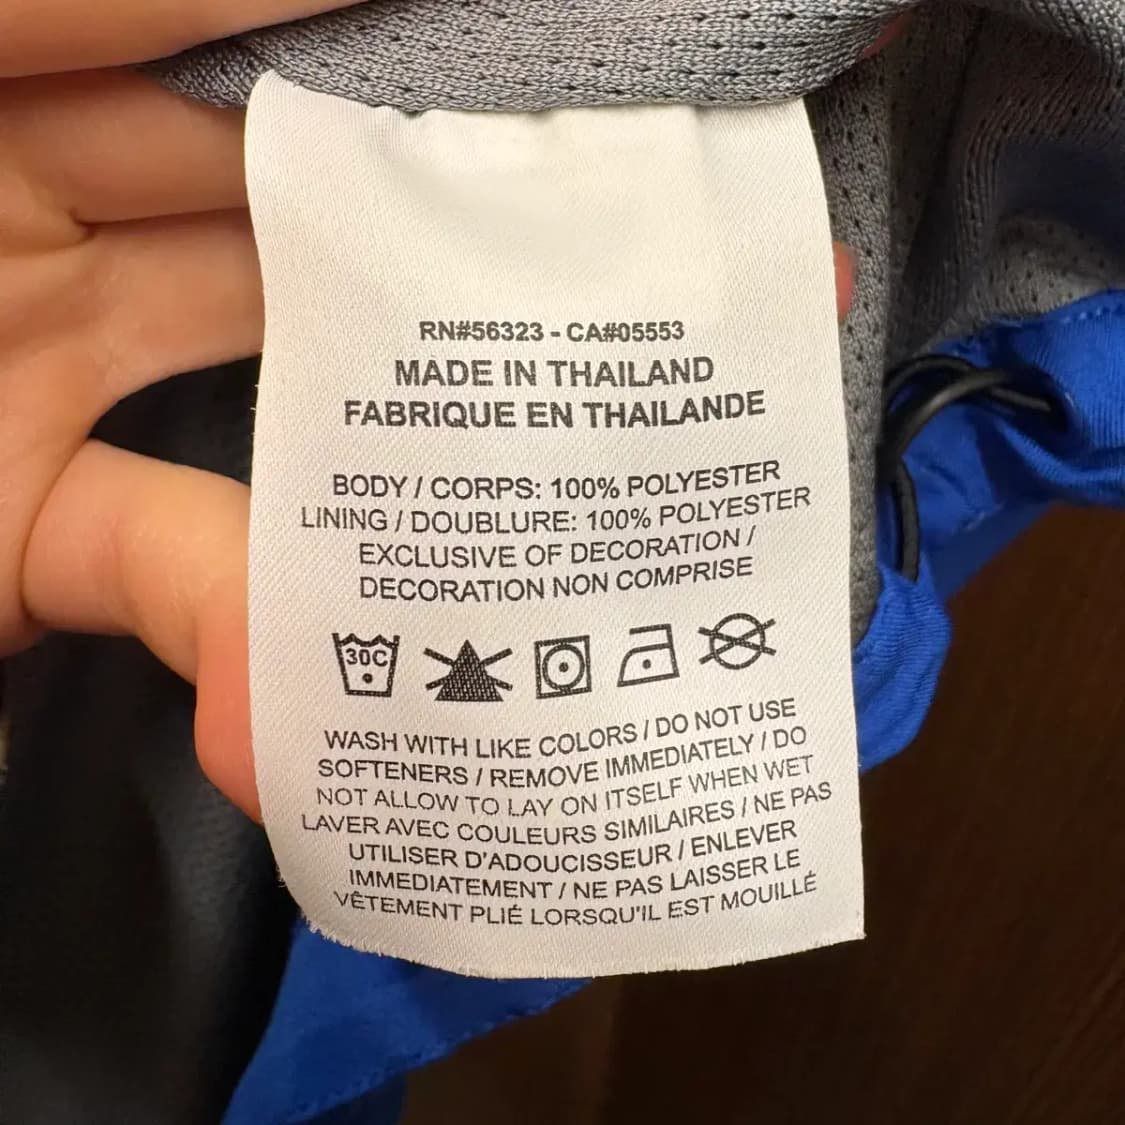 RN#56323 - CA#05553
MADE IN THAILAND
FABRIQUE EN THAILANDE
BODY / CORPS: 100% POLYESTER
LINING / DOUBLURE: 100% POLYESTER
EXCLUSIVE OF DECORATION /
DECORATION NON COMPRISE
30C
WASH WITH LIKE COLORS / DO NOT USE
SOFTENERS / REMOVE IMMEDIATELY / DO
NOT ALLOW TO LAY ON ITSELF WHEN WET
LAVER AVEC COULEURS SIMILAIRES / NE PAS
UTILISER D'ADOUCISSEUR / ENLEVER
IMMEDIATEMENT / NE PAS LAISSER LE
VÊTEMENT PLIÉ LORSQU'IL EST MOUILLÉ